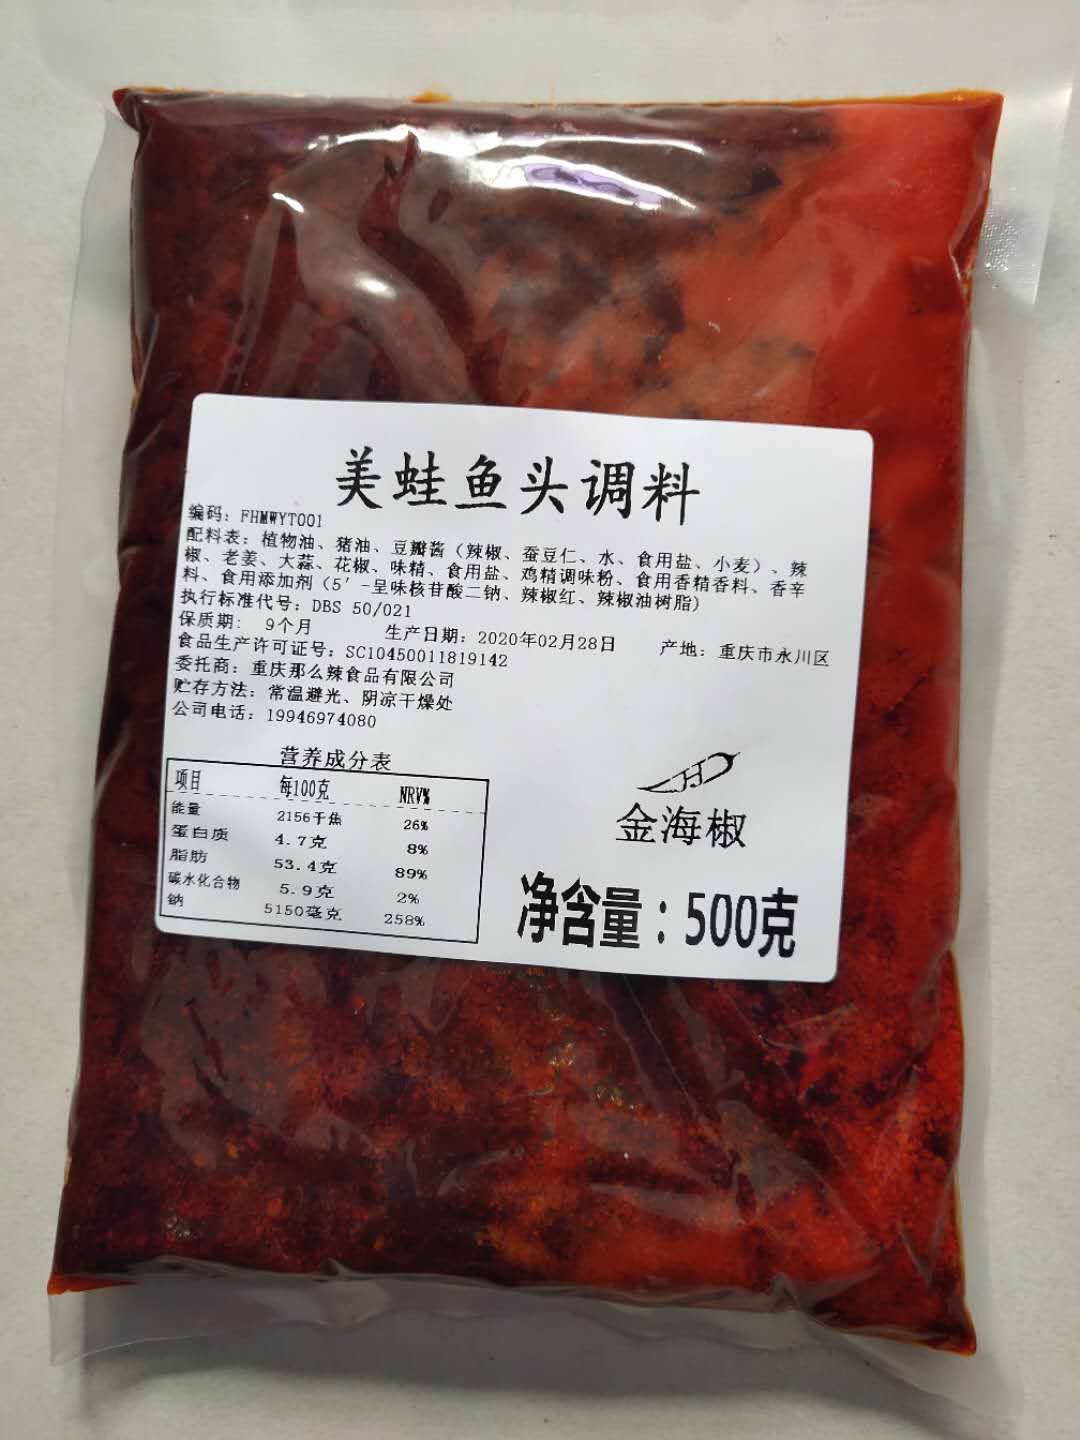 美蛙鱼头调料
编码：FHMWYT001
配料表：植物油、猪油、豆瓣酱（辣椒、蚕豆仁、水、食用盐、小麦）、辣
椒、老姜、大蒜、花椒、味精、食用盐、鸡精调味粉、食用香精香料、香辛
料、食用添加剂（5′-呈味核苷酸二钠、辣椒红、辣椒油树脂）
执行标准代号：DBS 50/021
保质期：9个月 生产日期：2020年02月28日 产地：重庆市永川区
食品生产许可证号：SC10450011819142
委托商：重庆那么辣食品有限公司
贮存方法：常温避光、阴凉干燥处
公司电话：19946974080
营养成分表
项目 每100克 NRV%
能量 2156千焦 26%
蛋白质 4.7克 8%
脂肪 53.4克 89%
碳水化合物 5.9克 2%
钠 5150毫克 258%
金海椒
净含量：500克